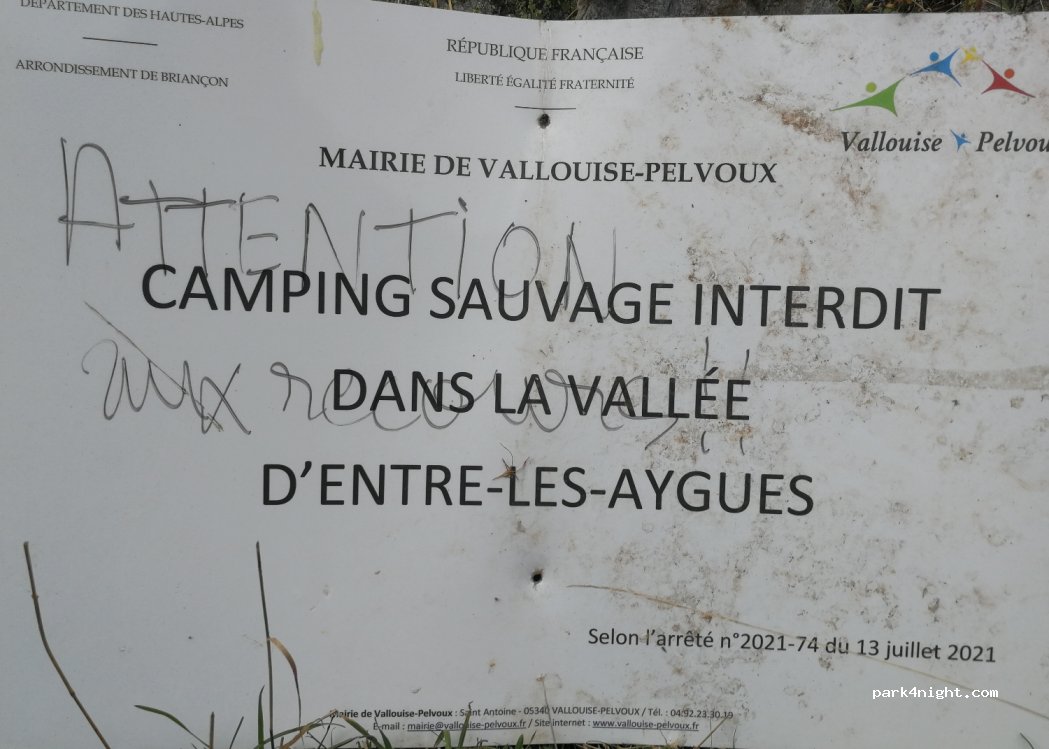 DÉPARTEMENT DES HAUTES-ALPES
ARRONDISSEMENT DE BRIANÇON
RÉPUBLIQUE FRANÇAISE
LIBERTÉ ÉGALITÉ FRATERNITÉ
Vallouise Pelvou
MAIRIE DE VALLOUISE-PELVOUX
ATTENTION
CAMPING SAUVAGE INTERDIT
aux !!
DANS LA VALLÉE
D'ENTRE-LES-AYGUES
Selon l'arrêté n°2021-74 du 13 juillet 2021
park4night.com
Mairie de Vallouise-Pelvoux : Saint Antoine - 05340 VALLOUISE-PELVOUX / Tél. : 04.92.23.30.19
E-mail : mairie@vallouise-pelvoux.fr / Site internet : www.vallouise-pelvoux.fr